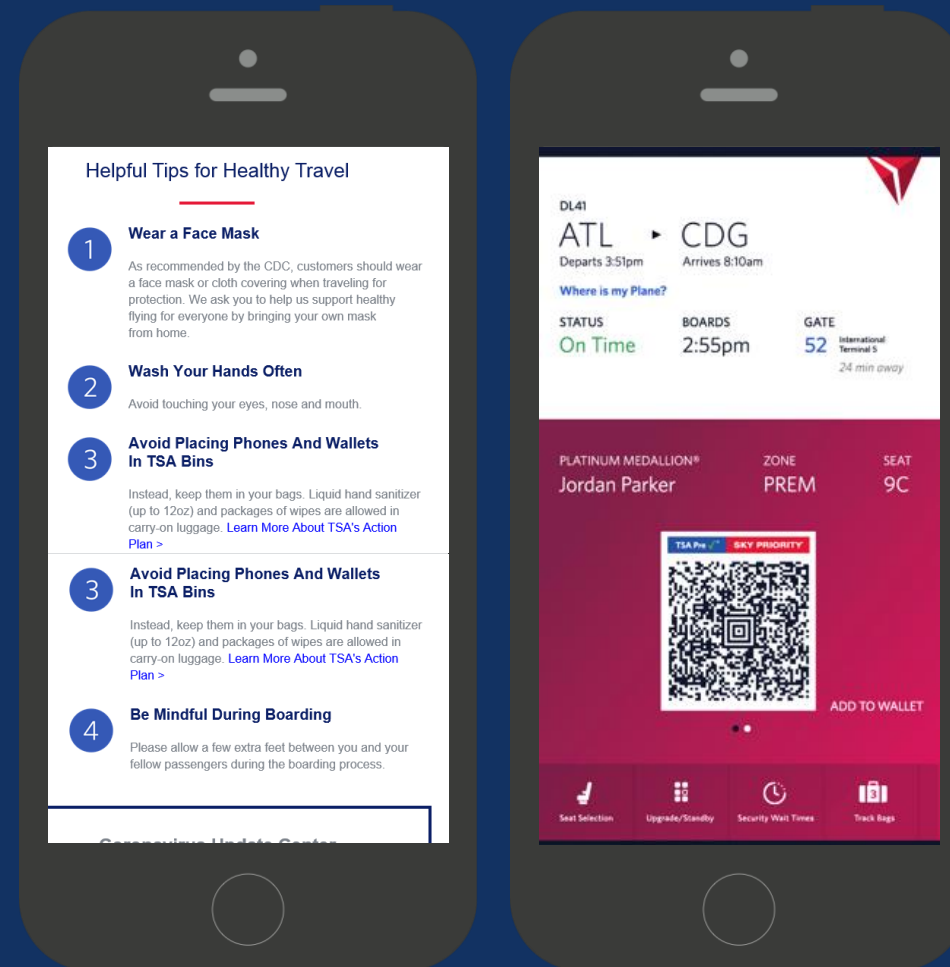 Helpful Tips for Healthy Travel
1
Wear a Face Mask
As recommended by the CDC, customers should wear
a face mask or cloth covering when traveling for
protection. We ask you to help us support healthy
flying for everyone by bringing your own mask
from home.
2
Wash Your Hands Often
Avoid touching your eyes, nose and mouth.
3
Avoid Placing Phones And Wallets
In TSA Bins
Instead, keep them in your bags. Liquid hand sanitizer
(up to 12oz) and packages of wipes are allowed in
carry-on luggage. Learn More About TSA's Action
Plan >
3
Avoid Placing Phones And Wallets
In TSA Bins
Instead, keep them in your bags. Liquid hand sanitizer
(up to 12oz) and packages of wipes are allowed in
carry-on luggage. Learn More About TSA's Action
Plan >
4
Be Mindful During Boarding
Please allow a few extra feet between you and your
fellow passengers during the boarding process.
Coronavirus Update Center
DL41
ATL ▸ CDG
Departs 3:51pm Arrives 8:10am
Where is my Plane?
STATUS BOARDS GATE
On Time 2:55pm 52 International
Terminal 5
24 min away
PLATINUM MEDALLION® ZONE SEAT
Jordan Parker PREM 9C
TSA Pre✓™ SKY PRIORITY
ADD TO WALLET
3
Seat Selection Upgrade/Standby Security Wait Times Track Bags